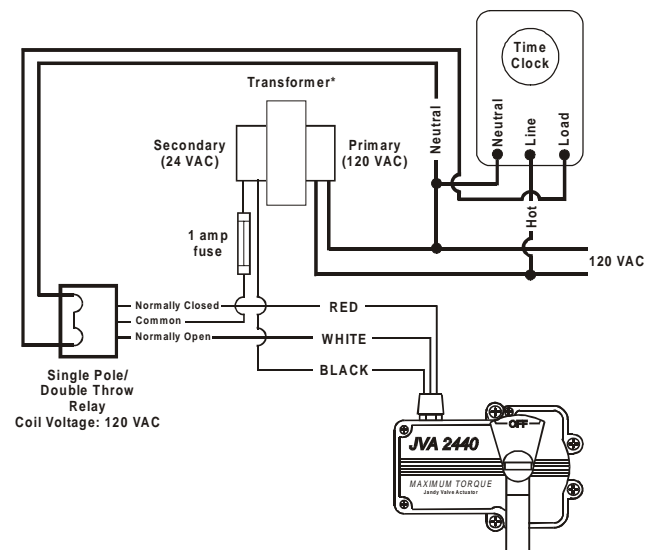 Time
Clock
Neutral
Line
Load
Transformer*
Secondary
(24 VAC)
Primary
(120 VAC)
Neutral
Hot
1 amp
fuse
120 VAC
Normally Closed
RED
Common
Normally Open
WHITE
BLACK
Single Pole/
Double Throw
Relay
Coil Voltage: 120 VAC
OFF
JVA 2440
MAXIMUM TORQUE
Jandy Valve Actuator